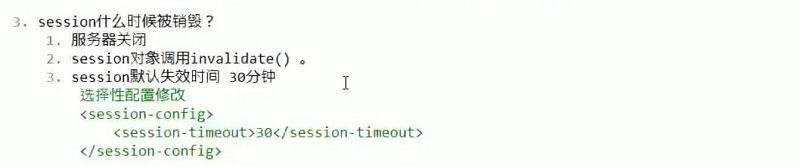 3. session什么时候被销毁？
1. 服务器关闭
2. session对象调用invalidate() 。
3. session默认失效时间 30分钟
选择性配置修改
<session-config>
<session-timeout>30</session-timeout>
</session-config>